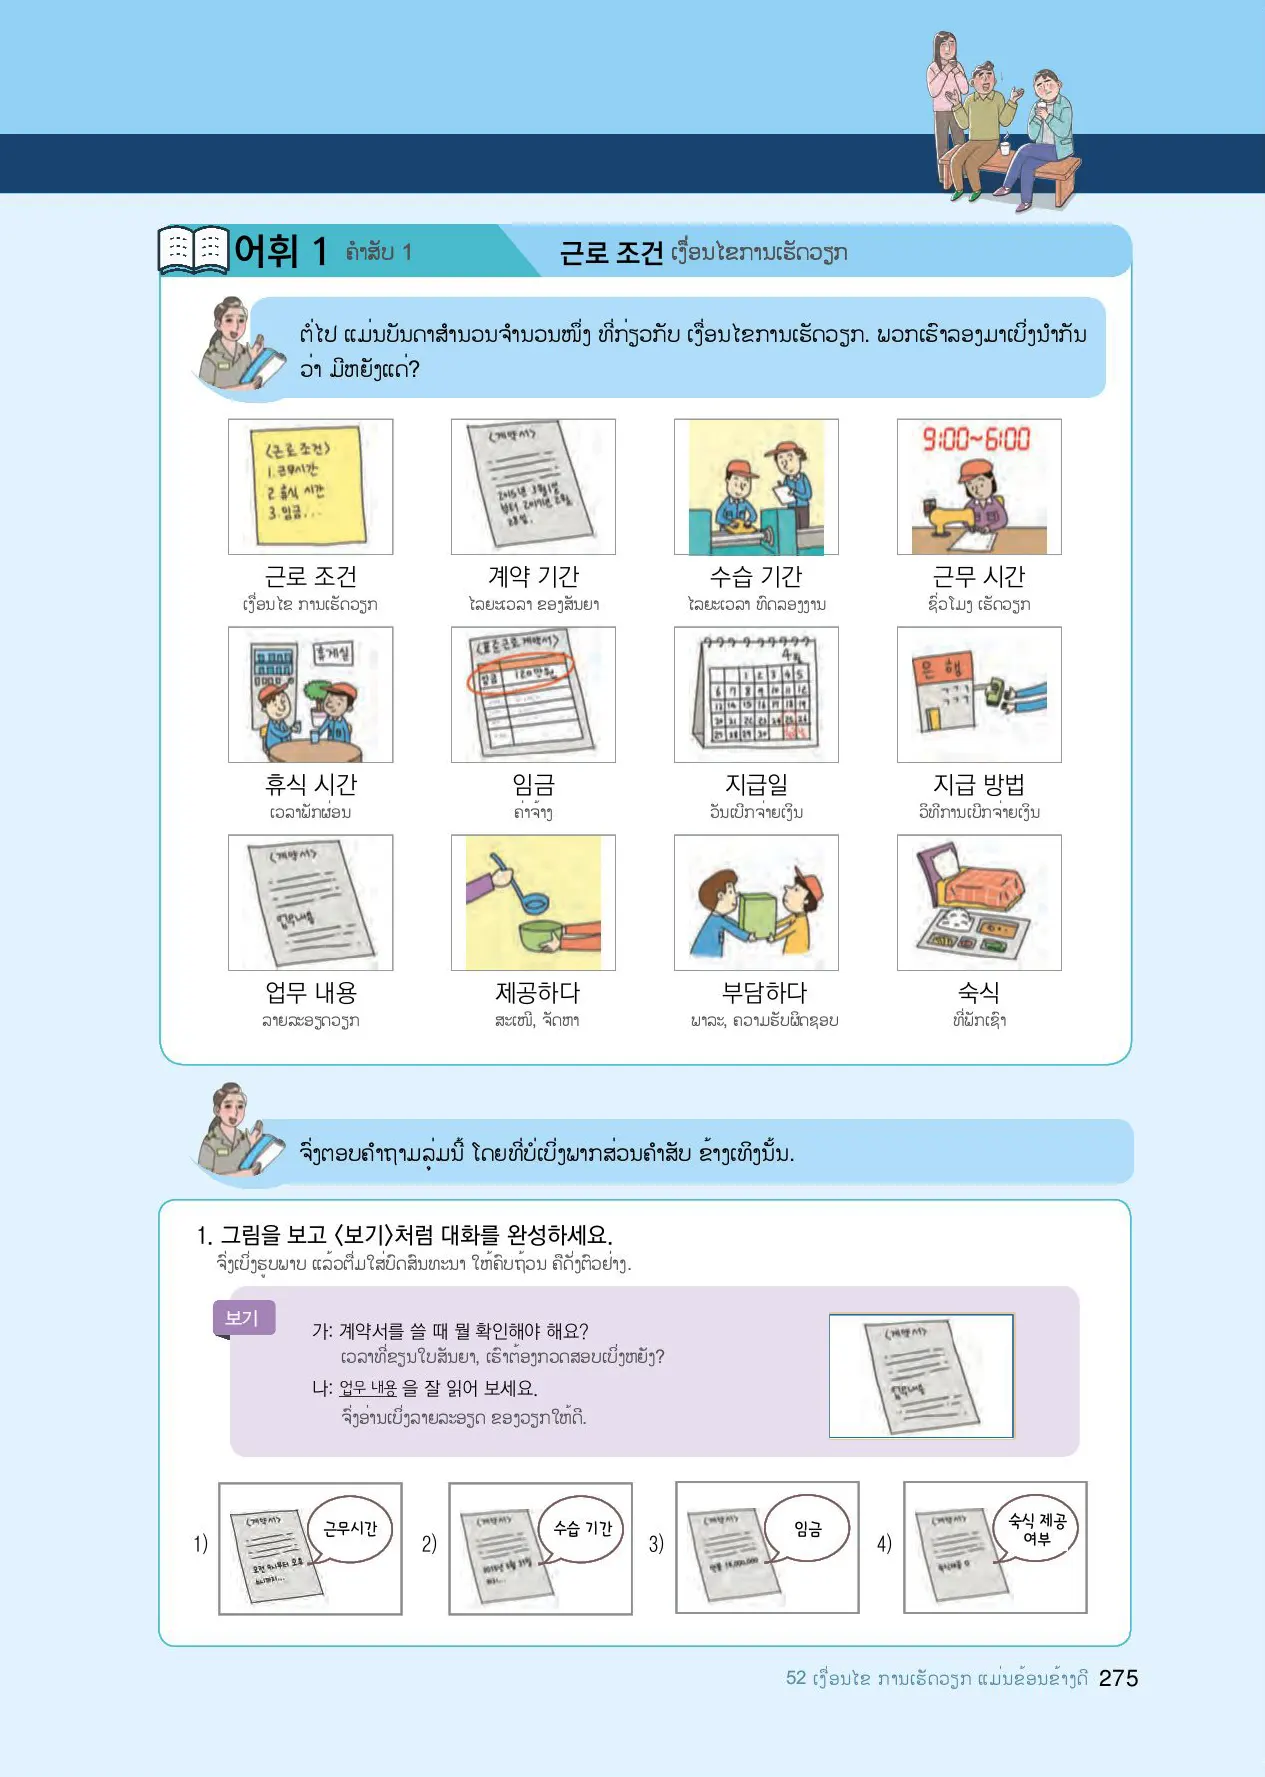 어휘 1 ຄຳສັບ 1
근로 조건 ເງື່ອນໄຂການເຮັດວຽກ
ຕໍ່ໄປ ແມ່ນບັນດາສຳນວນຈຳນວນໜຶ່ງ ທີ່ກ່ຽວກັບ ເງື່ອນໄຂການເຮັດວຽກ. ພວກເຮົາລອງມາເບິ່ງນຳກັນ
ວ່າ ມີຫຍັງແດ່?
<근로 조건>
1. 근무시간
2 휴식 시간
3. 임금...
<계약서>
2015년 3월 1일
부터 2017년 2월
28일.
9:00~6:00
근로 조건
계약 기간
수습 기간
근무 시간
ເງື່ອນໄຂ ການເຮັດວຽກ
ໄລຍະເວລາ ຂອງສັນຍາ
ໄລຍະເວລາ ທົດລອງງານ
ຊົ່ວໂມງ ເຮັດວຽກ
휴게실
<표준근로계약서>
임금 120만원
4월
은행
휴식 시간
임금
지급일
지급 방법
ເວລາພັກຜ່ອນ
ຄ່າຈ້າງ
ວັນເບີກຈ່າຍເງິນ
ວິທີການເບີກຈ່າຍເງິນ
<계약서>
업무내용
업무 내용
제공하다
부담하다
숙식
ລາຍລະອຽດວຽກ
ສະເໜີ, ຈັດຫາ
ພາລະ, ຄວາມຮັບຜິດຊອບ
ທີ່ພັກເຊົາ
ຈົ່ງຕອບຄຳຖາມລຸ່ມນີ້ ໂດຍທີ່ບໍ່ເບິ່ງພາກສ່ວນຄຳສັບ ຂ້າງເທິງນັ້ນ.
1. 그림을 보고 <보기>처럼 대화를 완성하세요.
ຈົ່ງເບິ່ງຮູບພາບ ແລ້ວຕື່ມໃສ່ບົດສົນທະນາ ໃຫ້ຄົບຖ້ວນ ຄືດັ່ງຕົວຢ່າງ.
보기
가: 계약서를 쓸 때 뭘 확인해야 해요?
ເວລາທີ່ຂຽນໃບສັນຍາ, ເຮົາຕ້ອງກວດສອບເບິ່ງຫຍັງ?
나: 업무 내용 을 잘 읽어 보세요.
ຈົ່ງອ່ານເບິ່ງລາຍລະອຽດ ຂອງວຽກໃຫ້ດີ.
<계약서>
업무내용
1)
<계약서>
근무시간
2)
<계약서>
수습 기간
3)
<계약서>
임금
4)
<계약서>
숙식 제공
여부
52 ເງື່ອນໄຂ ການເຮັດວຽກ ແມ່ນຂ້ອນຂ້າງດີ 275